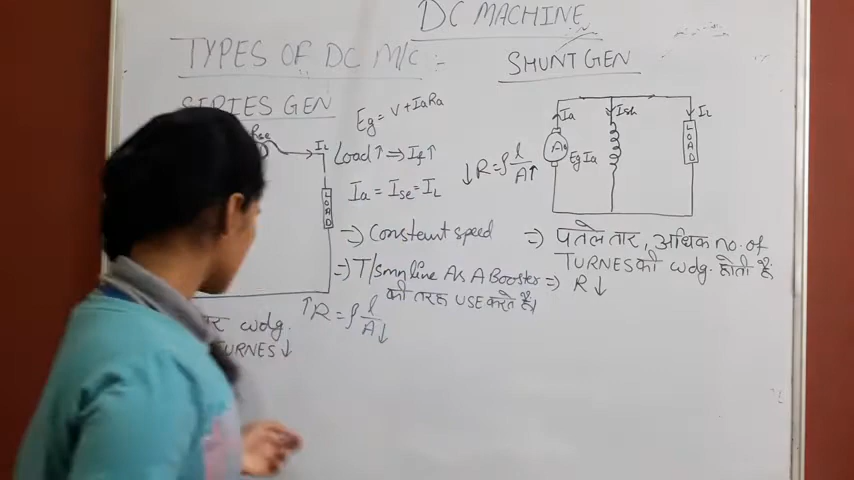 DC MACHINE
TYPES OF DC M/C :-
SERIES GEN
Rse
IL
LOAD
Eg = V + IaRa
Load↑ ⇒ If↑
Ia = Ise = IL
=) Constent speed
=) T/smn line As A Booster
की तरह USE करते हैं।
wdg.
TURNES ↓
↑R = ρ l/A↓
SHUNT GEN
Ia
Ish
IL
A
Eg Ia
LOAD
↓R = ρ l/A↑
=) पतले तार, अधिक no. of
TURNES की wdg. होती है
=) R↓